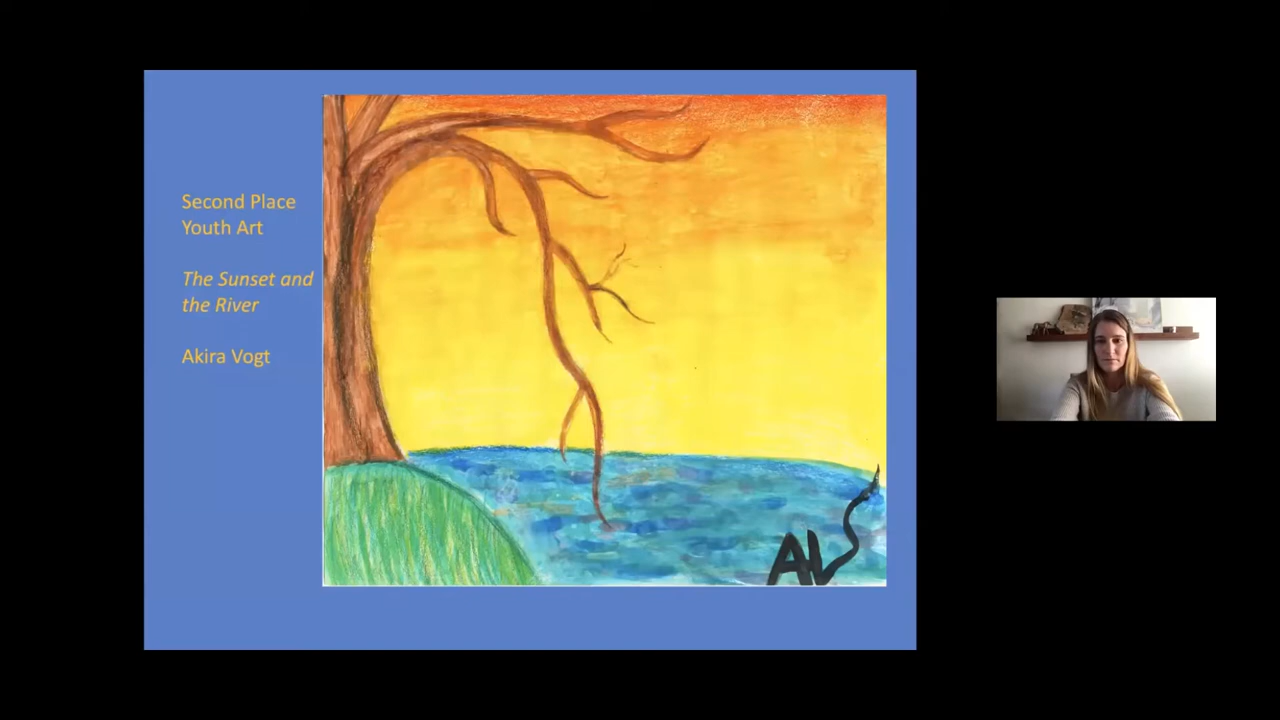 Second Place
Youth Art
The Sunset and
the River
Akira Vogt
AV